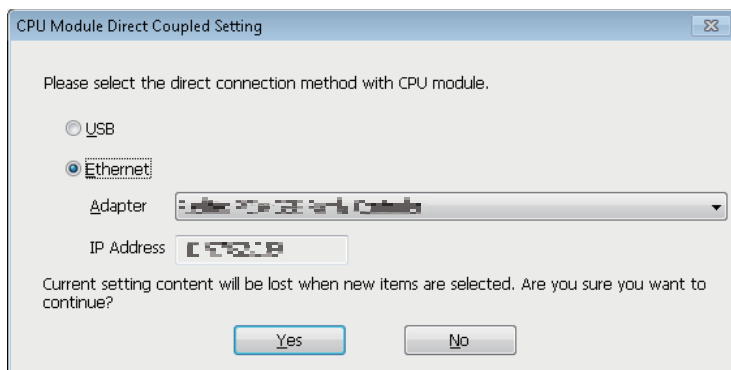 CPU Module Direct Coupled Setting
Please select the direct connection method with CPU module.
USB
Ethernet
Adapter
IP Address
Current setting content will be lost when new items are selected. Are you sure you want to
continue?
Yes
No